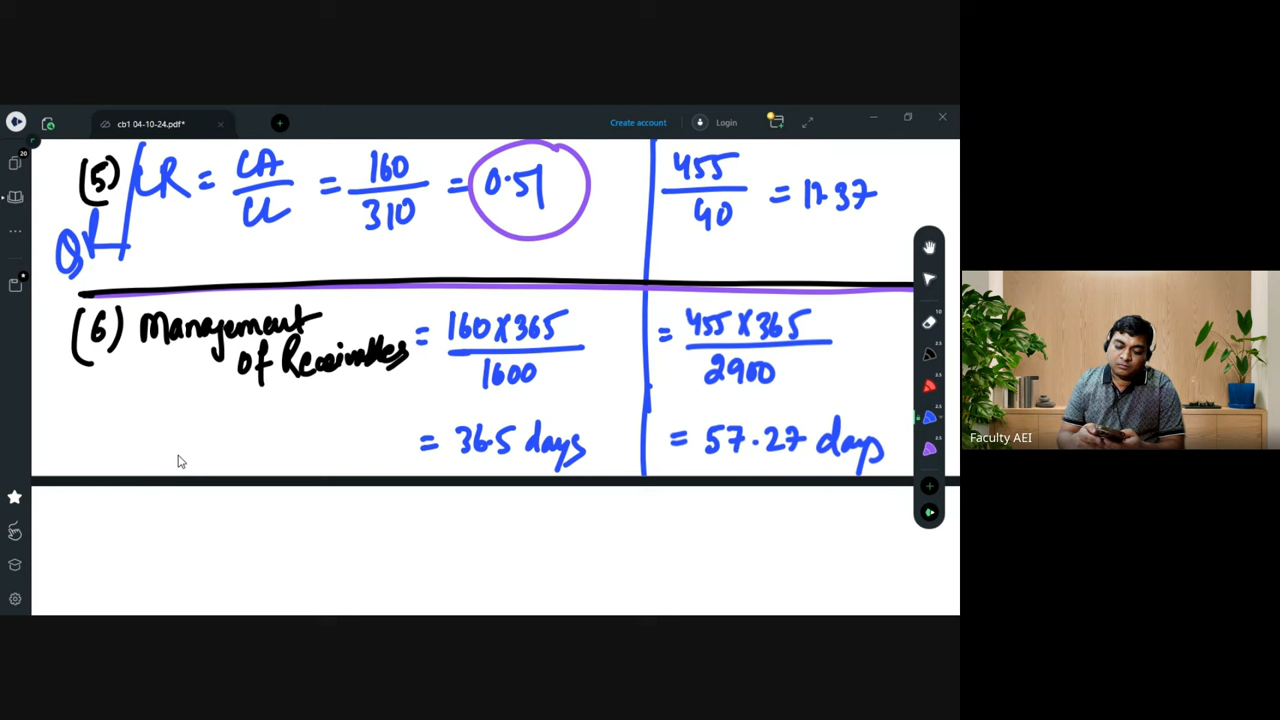 cb1 04-10-24.pdf*
Create account
Login
20
(5) CR = CA/CL = 160/310 = 0.51
455/40 = 11.37
QR
(6) Management of Receivables = 160 X 365/1600
= 455 X 365/2900
= 36.5 days
= 57.27 days
Faculty AEI